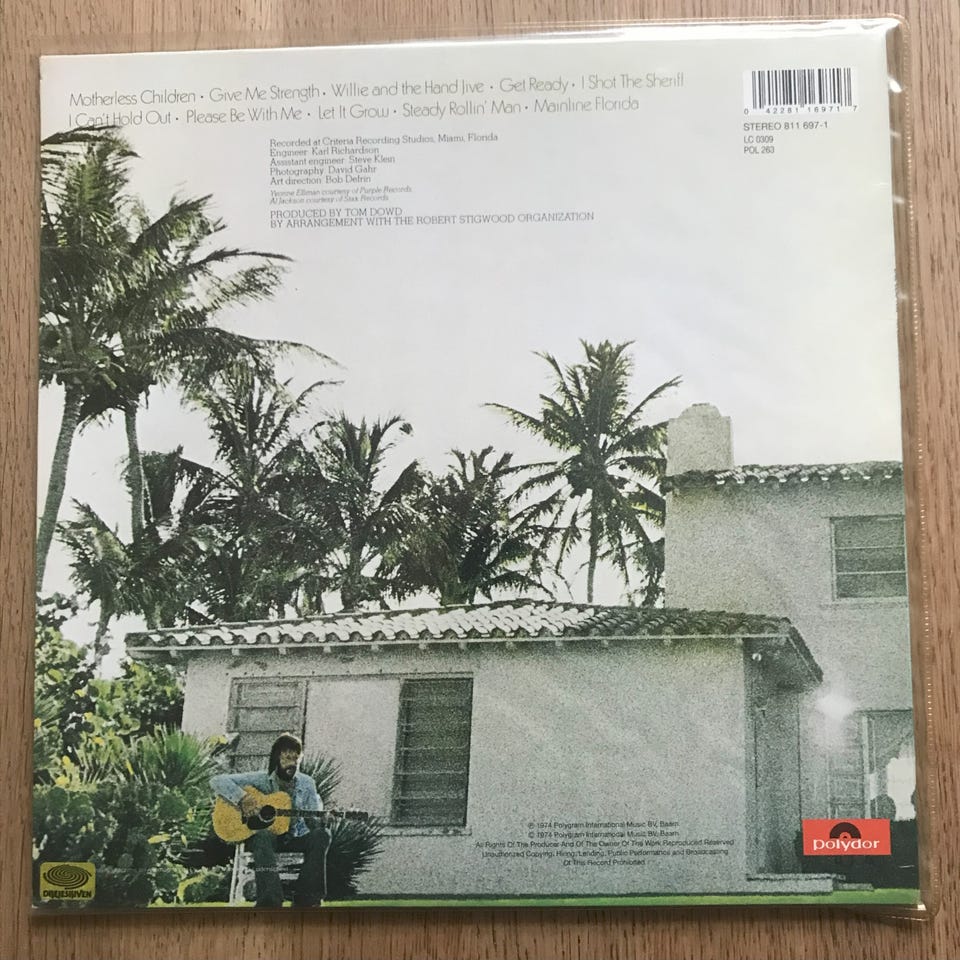 Motherless Children • Give Me Strength • Willie and the Hand Jive • Get Ready • I Shot The Sheriff
I Can't Hold Out • Please Be With Me • Let It Grow • Steady Rollin' Man • Mainline Florida
0 42281 16971 7
STEREO 811 697-1
LC 0309
POL 263
Recorded at Criteria Recording Studios, Miami, Florida
Engineer: Karl Richardson
Assistant engineer: Steve Klein
Photography: David Gahr
Art direction: Bob Defrin
Yvonne Elliman courtesy of Purple Records
Al Jackson courtesy of Stax Records
PRODUCED BY TOM DOWD
BY ARRANGEMENT WITH THE ROBERT STIGWOOD ORGANIZATION
℗ 1974 Polygram International Music BV, Baarn
© 1974 Polygram International Music BV, Baarn
All Rights Of The Producer And Of The Owner Of The Work Reproduced Reserved
Unauthorized Copying, Hiring, Lending, Public Performance and Broadcasting
Of This Record Prohibited
polydor